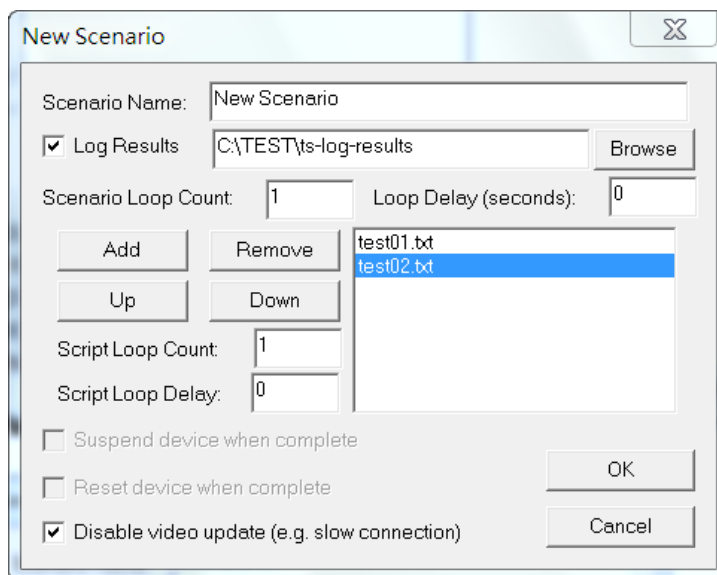 New Scenario
Scenario Name: New Scenario
Log Results C:\TEST\ts-log-results Browse
Scenario Loop Count: 1 Loop Delay (seconds): 0
Add Remove
Up Down
test01.txt
test02.txt
Script Loop Count: 1
Script Loop Delay: 0
Suspend device when complete
Reset device when complete
Disable video update (e.g. slow connection)
OK
Cancel